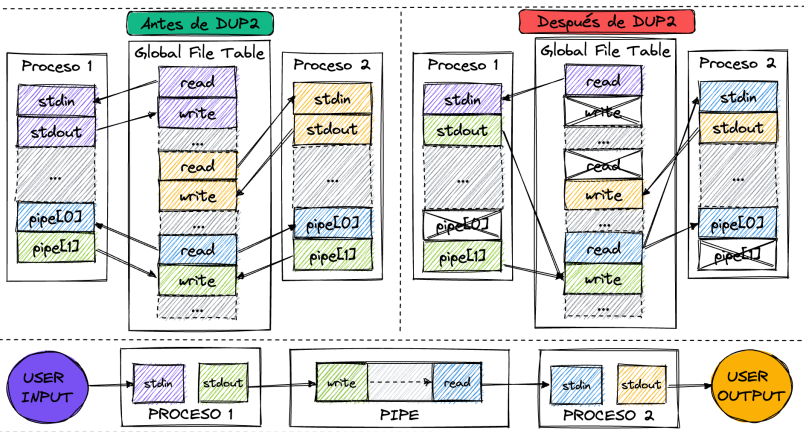 Antes de DUP2
Proceso 1
stdin
stdout
...
pipe[0]
pipe[1]
Global File Table
read
write
...
read
write
...
read
write
...
Proceso 2
stdin
stdout
...
pipe[0]
pipe[1]
Después de DUP2
Proceso 1
stdin
stdout
...
pipe[0]
pipe[1]
Global File Table
read
write
...
read
write
...
read
write
...
Proceso 2
stdin
stdout
...
pipe[0]
pipe[1]
USER
INPUT
stdin
stdout
PROCESO 1
write
read
PIPE
stdin
stdout
PROCESO 2
USER
OUTPUT